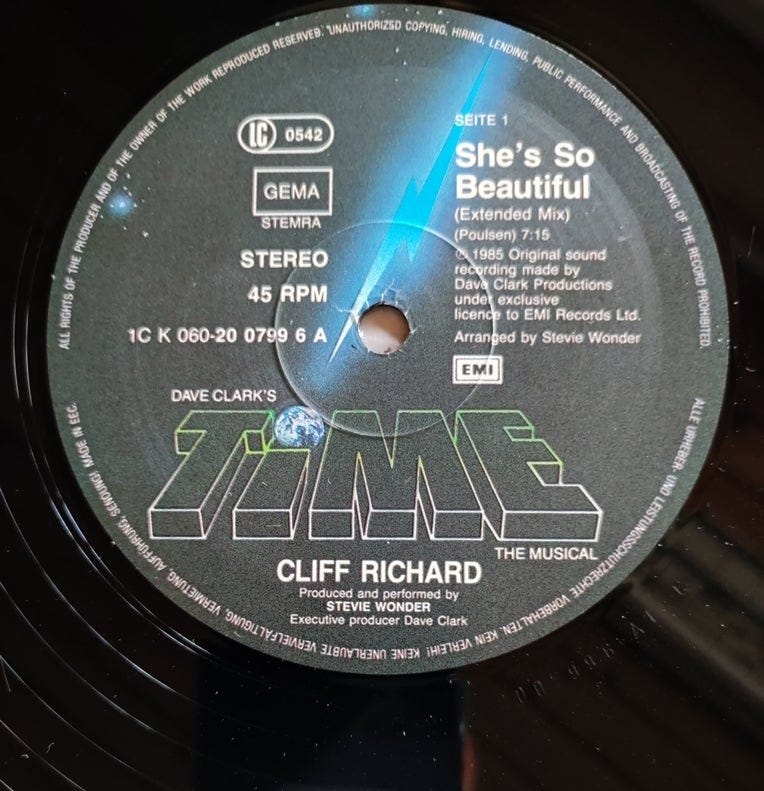 ALL RIGHTS OF THE PRODUCER AND OF THE OWNER OF THE WORK REPRODUCED RESERVED. UNAUTHORIZED COPYING, HIRING, LENDING, PUBLIC PERFORMANCE AND BROADCASTING OF THE RECORD PROHIBITED.
LC 0542
GEMA
STEMRA
STEREO
45 RPM
1C K 060-20 0799 6 A
SEITE 1
She's So
Beautiful
(Extended Mix)
(Poulsen) 7:15
℗ 1985 Original sound
recording made by
Dave Clark Productions
under exclusive
licence to EMI Records Ltd.
Arranged by Stevie Wonder
EMI
DAVE CLARK'S
TiME
THE MUSICAL
CLIFF RICHARD
Produced and performed by
STEVIE WONDER
Executive producer Dave Clark
ALLE URHEBER- UND LEISTUNGSSCHUTZRECHTE VORBEHALTEN. KEIN VERLEIH! KEINE UNERLAUBTE VERVIELFÄLTIGUNG, VERMIETUNG, AUFFÜHRUNG, SENDUNG! MADE IN EEC.